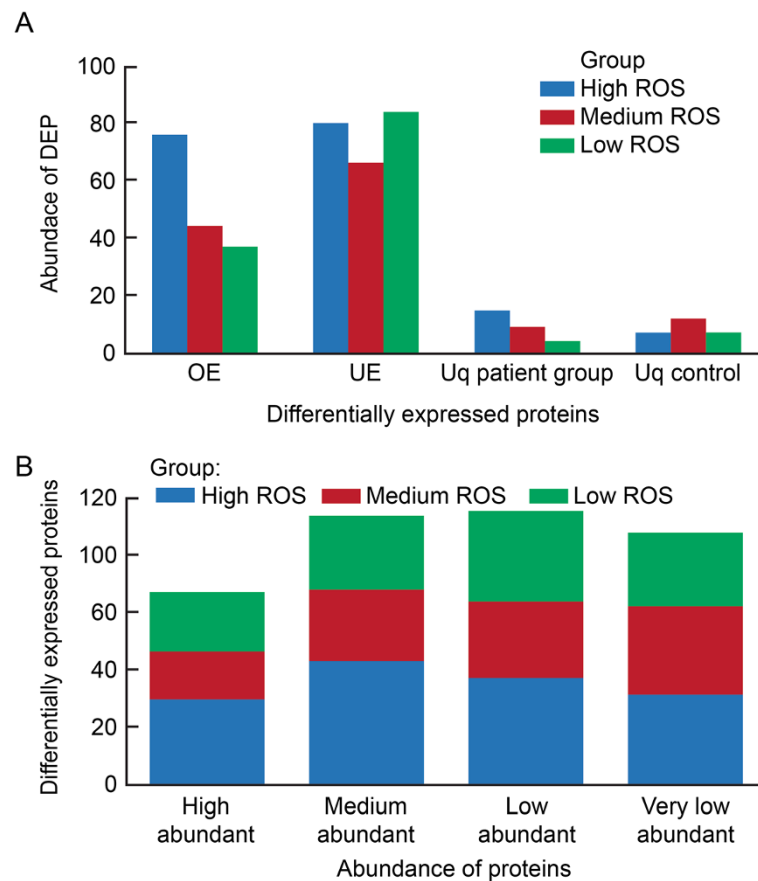 A
Group
High ROS
Medium ROS
Low ROS
Abundace of DEP
100
80
60
40
20
0
OE UE Uq patient group Uq control
Differentially expressed proteins
B
Group:
High ROS Medium ROS Low ROS
Differentially expressed proteins
120
100
80
60
40
20
0
High Medium Low Very low
abundant abundant abundant abundant
Abundance of proteins